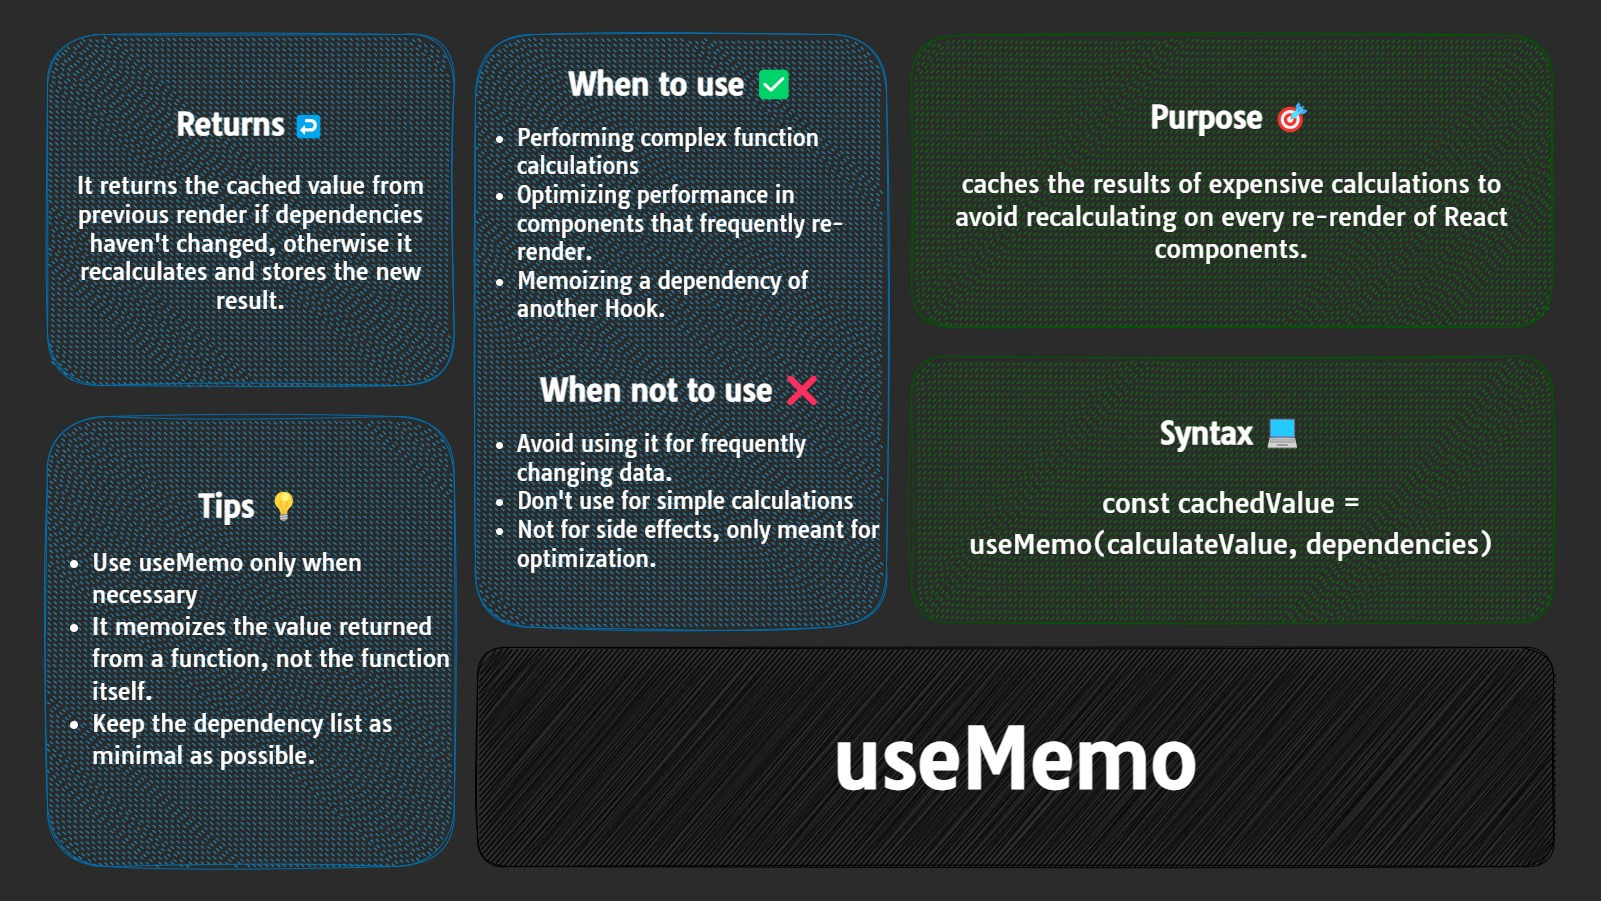 Returns
It returns the cached value from
previous render if dependencies
haven't changed, otherwise it
recalculates and stores the new
result.
Tips
• Use useMemo only when
necessary
• It memoizes the value returned
from a function, not the function
itself.
• Keep the dependency list as
minimal as possible.
When to use
• Performing complex function
calculations
• Optimizing performance in
components that frequently re-
render.
• Memoizing a dependency of
another Hook.
When not to use
• Avoid using it for frequently
changing data.
• Don't use for simple calculations
• Not for side effects, only meant for
optimization.
Purpose
caches the results of expensive calculations to
avoid recalculating on every re-render of React
components.
Syntax
const cachedValue =
useMemo(calculateValue, dependencies)
useMemo